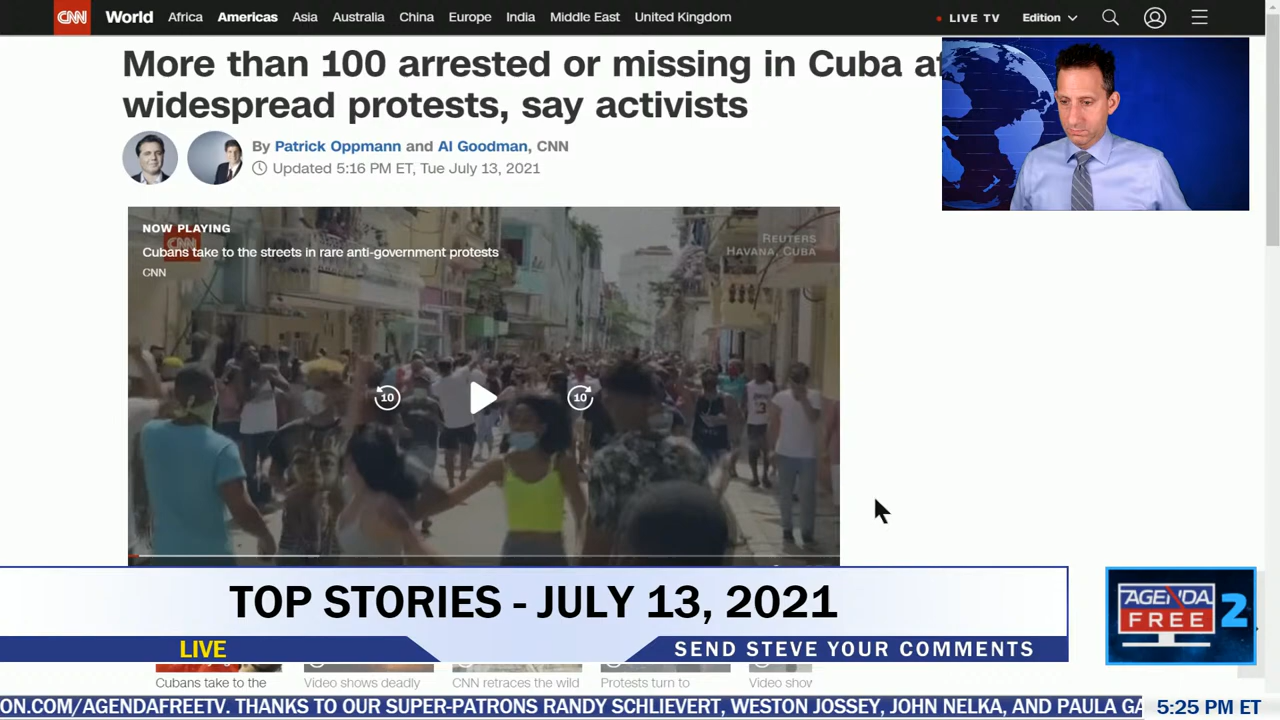 CNN World Africa Americas Asia Australia China Europe India Middle East United Kingdom LIVE TV Edition
More than 100 arrested or missing in Cuba af
widespread protests, say activists
By Patrick Oppmann and Al Goodman, CNN
Updated 5:16 PM ET, Tue July 13, 2021
NOW PLAYING
CNN
Cubans take to the streets in rare anti-government protests
CNN
REUTERS
HAVANA, CUBA
10 10
TOP STORIES - JULY 13, 2021
LIVE SEND STEVE YOUR COMMENTS
AGENDA
FREE 2
Cubans take to the Video shows deadly CNN retraces the wild Protests turn to Video shov
ON.COM/AGENDAFREETV. THANKS TO OUR SUPER-PATRONS RANDY SCHLIEVERT, WESTON JOSSEY, JOHN NELKA, AND PAULA GA 5:25 PM ET